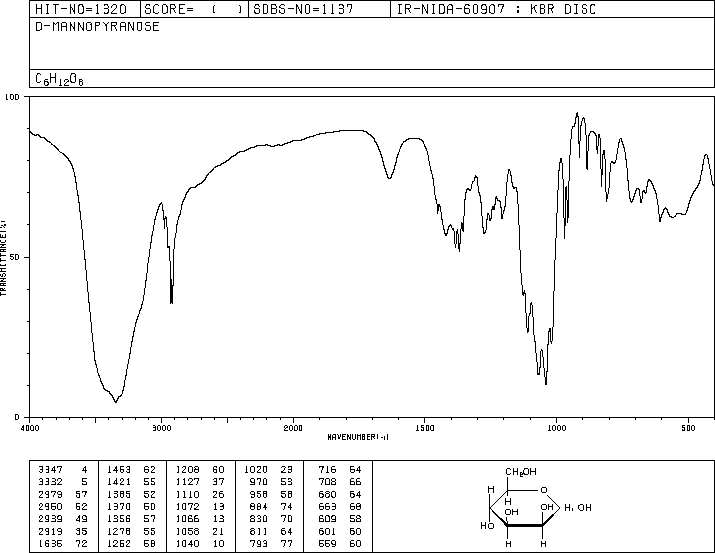 HIT-NO=1320 SCORE= ( ) SDBS-NO=1137 IR-NIDA-60907 : KBR DISC
D-MANNOPYRANOSE
C6H12O6
100
TRANSMITTANCE(%)
50
0
4000 3000 2000 1500 1000 500
WAVENUMBER(-1)
3347 4 1463 62 1208 60 1020 23 716 64
3332 5 1421 55 1127 37 970 53 708 66
2979 57 1385 52 1110 26 958 58 680 64
2960 62 1370 50 1072 13 884 74 663 68
2939 49 1356 57 1066 13 830 70 609 58
2919 35 1278 55 1058 21 811 64 601 60
1635 72 1262 58 1040 10 793 77 559 60
CH2OH
H O
H OH H, OH
OH
HO
H H